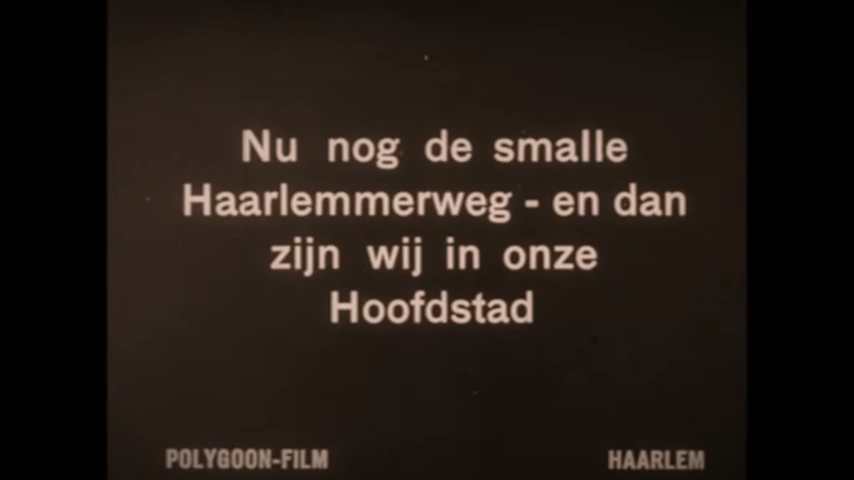 Nu nog de smalle
Haarlemmerweg - en dan
zijn wij in onze
Hoofdstad
POLYGOON-FILM HAARLEM